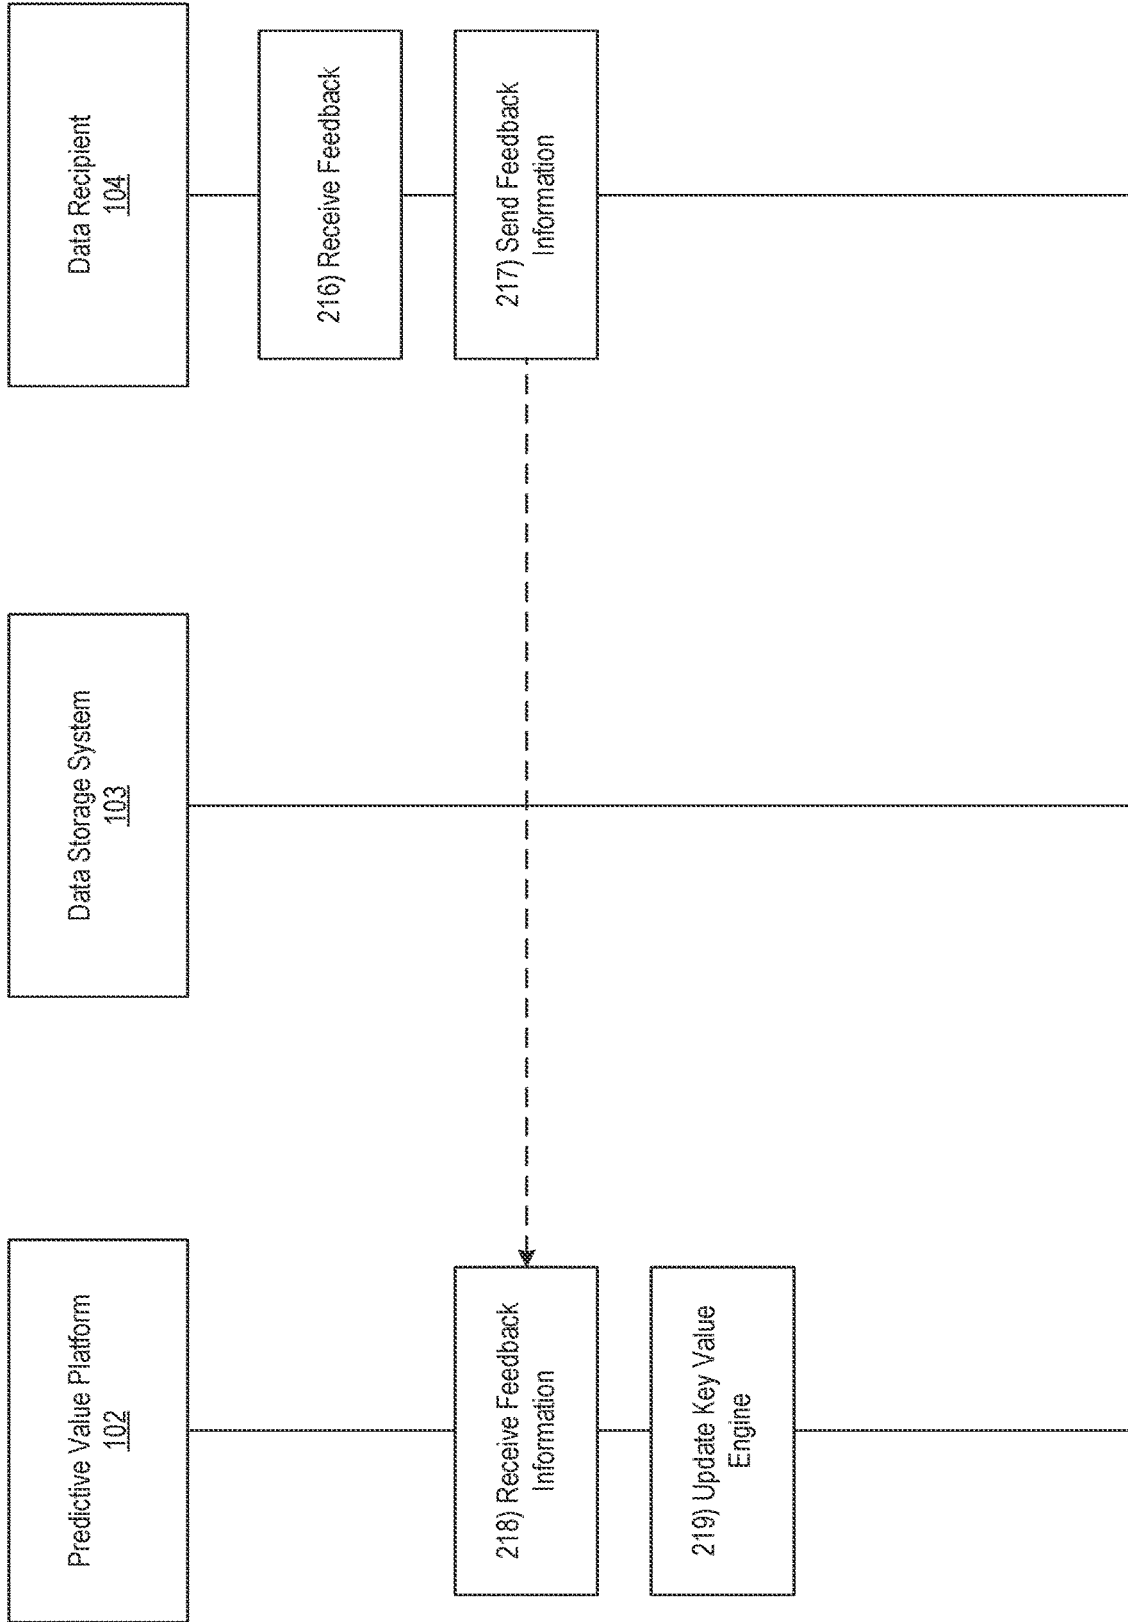 Predictive Value Platform
102
Data Storage System
103
Data Recipient
104
216) Receive Feedback
217) Send Feedback
Information
218) Receive Feedback
Information
219) Update Key Value
Engine